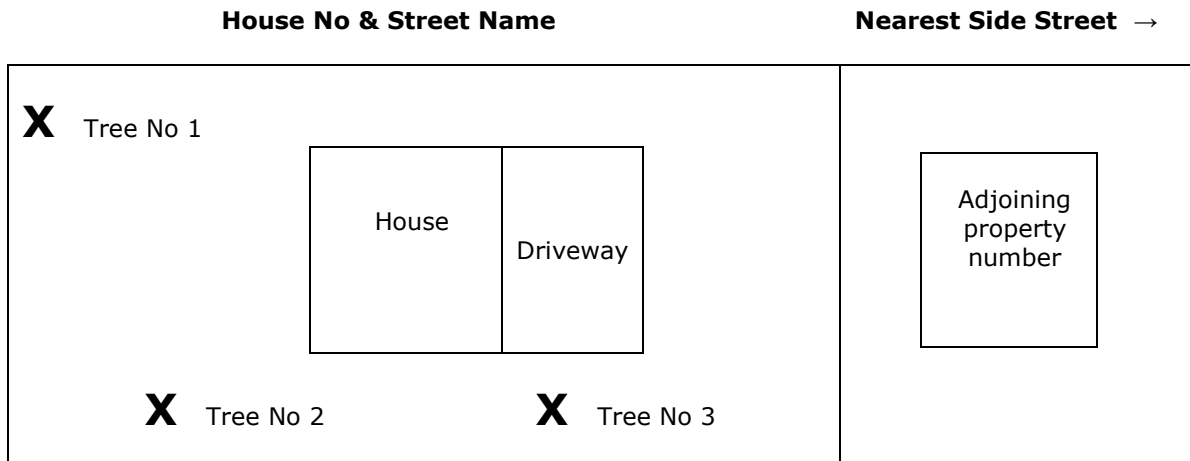 House No & Street Name
Nearest Side Street →
X Tree No 1
House
Driveway
Adjoining
property
number
X Tree No 2
X Tree No 3